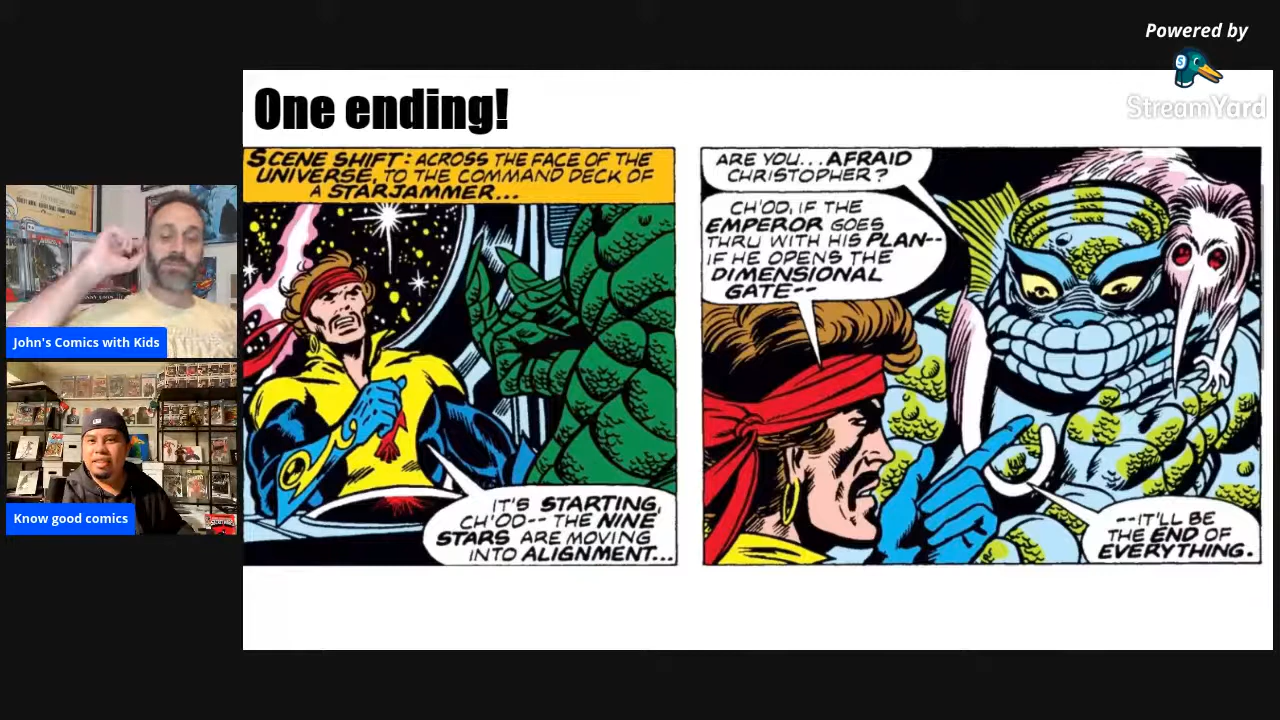 Powered by
StreamYard
One ending!
SCENE SHIFT: ACROSS THE FACE OF THE
UNIVERSE, TO THE COMMAND DECK OF
A STARJAMMER...
IT'S STARTING,
CH'OD-- THE NINE
STARS ARE MOVING
INTO ALIGNMENT...
ARE YOU...AFRAID
CHRISTOPHER?
CH'OD, IF THE
EMPEROR GOES
THRU WITH HIS PLAN--
IF HE OPENS THE
DIMENSIONAL
GATE--
--IT'LL BE
THE END OF
EVERYTHING.
John's Comics with Kids
Know good comics